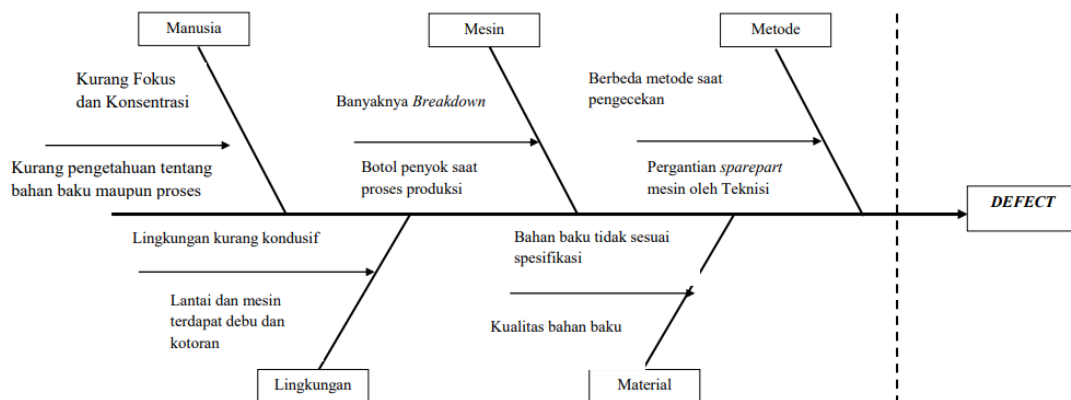 Manusia
Mesin
Metode
Kurang Fokus
dan Konsentrasi
Banyaknya Breakdown
Berbeda metode saat
pengecekan
Kurang pengetahuan tentang
bahan baku maupun proses
Botol penyok saat
proses produksi
Pergantian sparepart
mesin oleh Teknisi
DEFECT
Lingkungan kurang kondusif
Bahan baku tidak sesuai
spesifikasi
Lantai dan mesin
terdapat debu dan
kotoran
Kualitas bahan baku
Lingkungan
Material